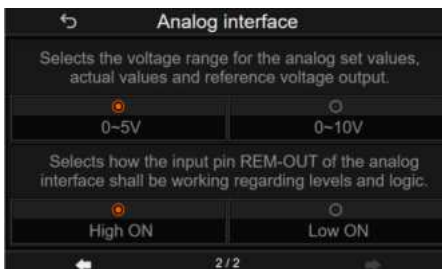 Analog interface
Selects the voltage range for the analog set values,
actual values and reference voltage output.
0~5V
0~10V
Selects how the input pin REM-OUT of the analog
interface shall be working regarding levels and logic.
High ON
Low ON
2/2